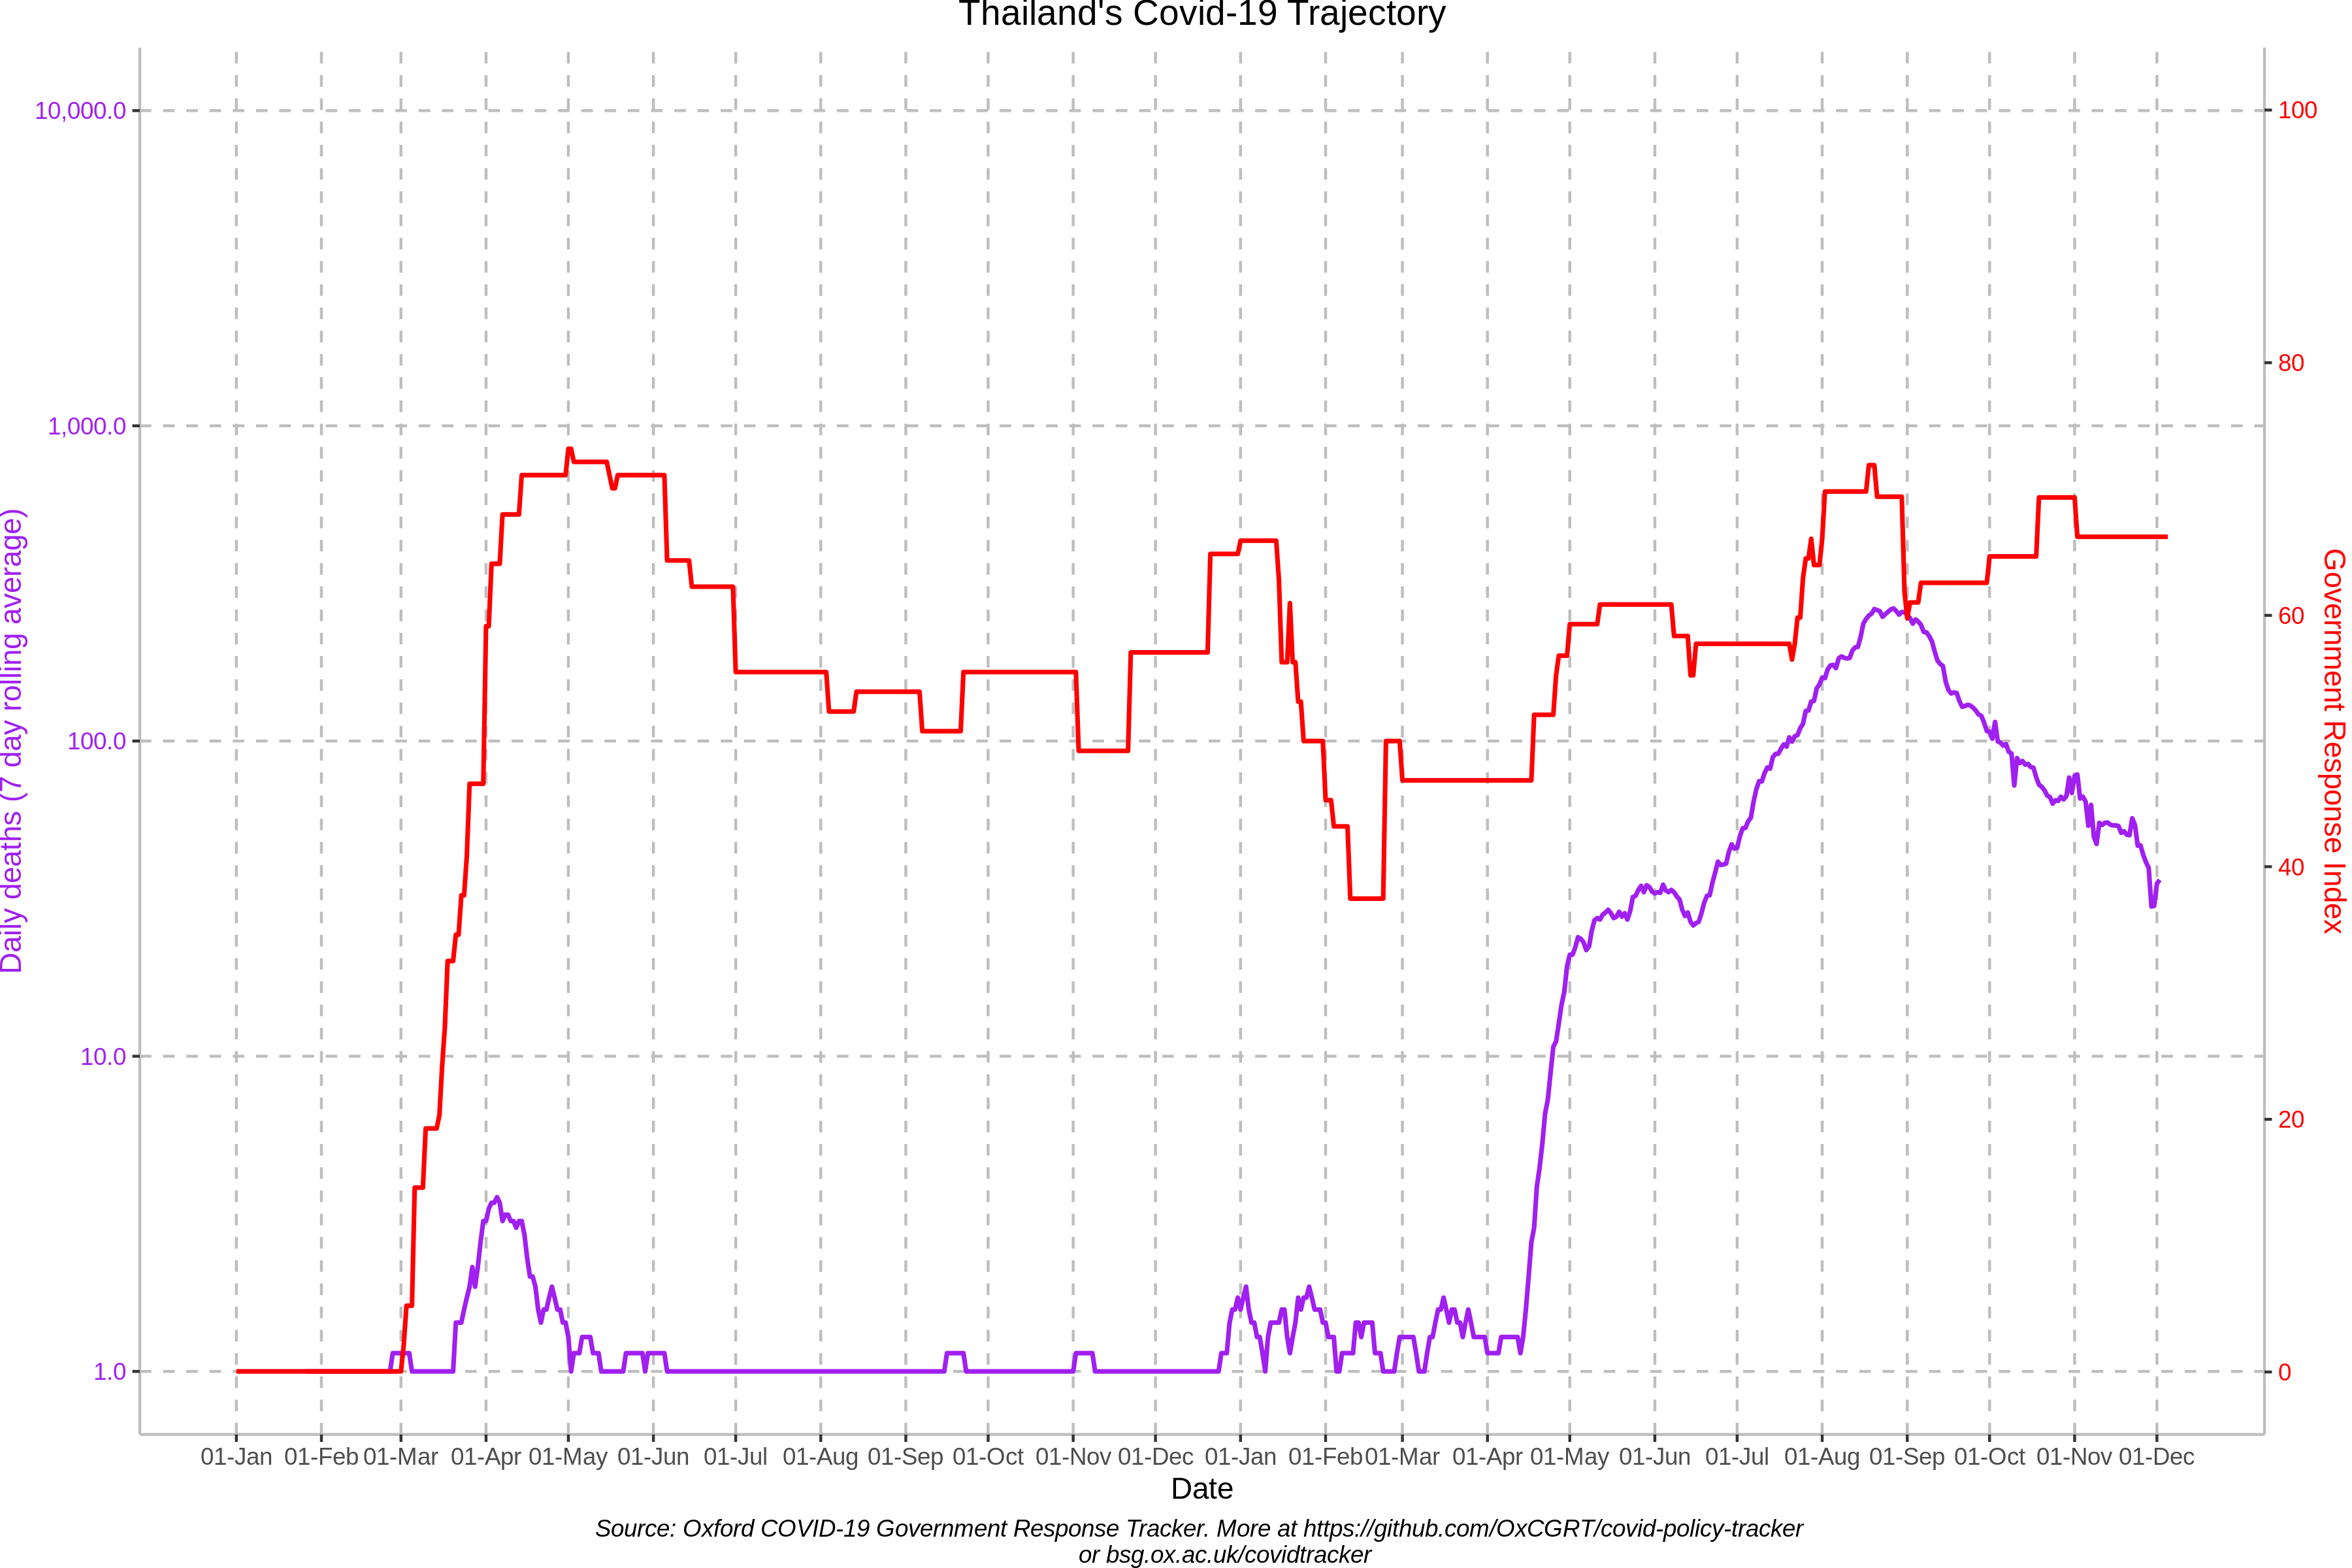 Thailand's Covid-19 Trajectory
10,000.0
1,000.0
100.0
10.0
1.0
Daily deaths (7 day rolling average)
100
80
60
40
20
0
Government Response Index
01-Jan 01-Feb 01-Mar 01-Apr 01-May 01-Jun 01-Jul 01-Aug 01-Sep 01-Oct 01-Nov 01-Dec 01-Jan 01-Feb 01-Mar 01-Apr 01-May 01-Jun 01-Jul 01-Aug 01-Sep 01-Oct 01-Nov 01-Dec
Date
Source: Oxford COVID-19 Government Response Tracker. More at https://github.com/OxCGRT/covid-policy-tracker
or bsg.ox.ac.uk/covidtracker